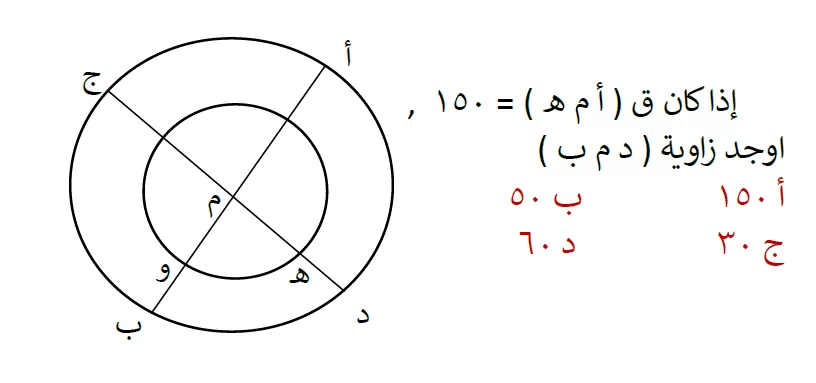 إذا كان ق ( أ م هـ ) = ١٥٠ ,
اوجد زاوية ( د م ب )
أ ١٥٠ ب ٥٠
ج ٣٠ د ٦٠
أ
ج
م
و
هـ
ب
د